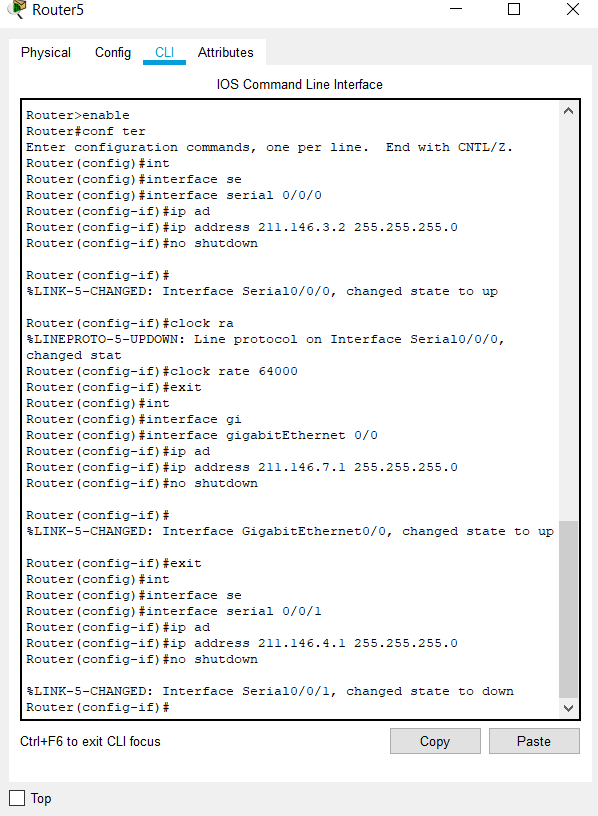 Router5
Physical Config CLI Attributes
IOS Command Line Interface
Router>enable
Router#conf ter
Enter configuration commands, one per line.  End with CNTL/Z.
Router(config)#int
Router(config)#interface se
Router(config)#interface serial 0/0/0
Router(config-if)#ip ad
Router(config-if)#ip address 211.146.3.2 255.255.255.0
Router(config-if)#no shutdown
Router(config-if)#
%LINK-5-CHANGED: Interface Serial0/0/0, changed state to up
Router(config-if)#clock ra
%LINEPROTO-5-UPDOWN: Line protocol on Interface Serial0/0/0,
changed stat
Router(config-if)#clock rate 64000
Router(config-if)#exit
Router(config)#int
Router(config)#interface gi
Router(config)#interface gigabitEthernet 0/0
Router(config-if)#ip ad
Router(config-if)#ip address 211.146.7.1 255.255.255.0
Router(config-if)#no shutdown
Router(config-if)#
%LINK-5-CHANGED: Interface GigabitEthernet0/0, changed state to up
Router(config-if)#exit
Router(config)#int
Router(config)#interface se
Router(config)#interface serial 0/0/1
Router(config-if)#ip ad
Router(config-if)#ip address 211.146.4.1 255.255.255.0
Router(config-if)#no shutdown
%LINK-5-CHANGED: Interface Serial0/0/1, changed state to down
Router(config-if)#
Ctrl+F6 to exit CLI focus Copy Paste
Top